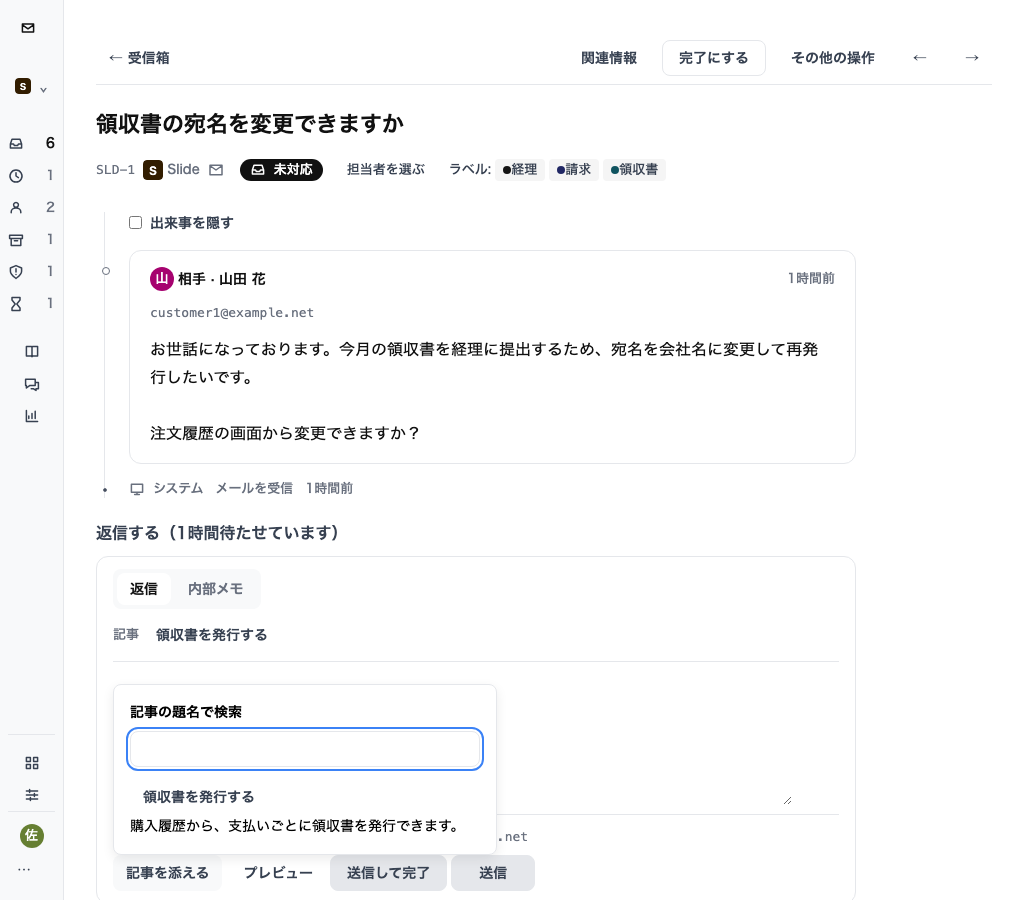 ← 受信箱
関連情報
完了にする
その他の操作
←
→
S
領収書の宛名を変更できますか
SLD-1 S Slide 未対応 担当者を選ぶ ラベル: 経理 請求 領収書
6
1
2
1
1
1
出来事を隠す
山 相手 · 山田 花
1時間前
customer1@example.net
お世話になっております。今月の領収書を経理に提出するため、宛名を会社名に変更して再発
行したいです。
注文履歴の画面から変更できますか？
システム メールを受信 1時間前
返信する（1時間待たせています）
返信 内部メモ
記事 領収書を発行する
記事の題名で検索
領収書を発行する
購入履歴から、支払いごとに領収書を発行できます。
.net
記事を添える プレビュー 送信して完了 送信
佐
…